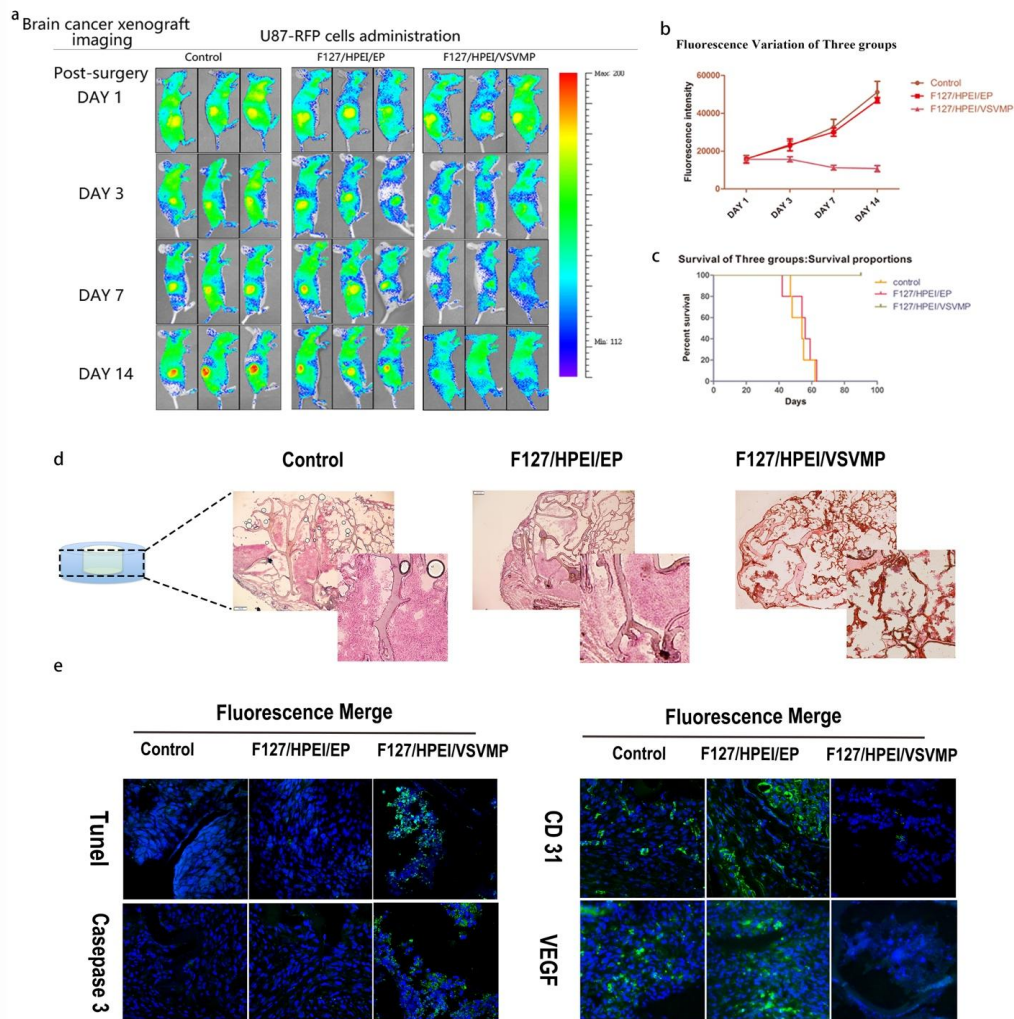 a
Brain cancer xenograft
imaging
U87-RFP cells administration
Control
F127/HPEI/EP
F127/HPEI/VSVMP
Post-surgery
DAY 1
DAY 3
DAY 7
DAY 14
Max: 200
Min: 112
b
Fluorescence Variation of Three groups
Fluorescence intensity
60000
40000
20000
0
DAY 1
DAY 3
DAY 7
DAY 14
Control
F127/HPEI/EP
F127/HPEI/VSVMP
c
Survival of Three groups:Survival proportions
Percent survival
100
80
60
40
20
0
0
20
40
60
80
100
Days
control
F127/HPEI/EP
F127/HPEI/VSVMP
d
Control
F127/HPEI/EP
F127/HPEI/VSVMP
e
Fluorescence Merge
Control
F127/HPEI/EP
F127/HPEI/VSVMP
Tunel
Casepase 3
Fluorescence Merge
Control
F127/HPEI/EP
F127/HPEI/VSVMP
CD 31
VEGF